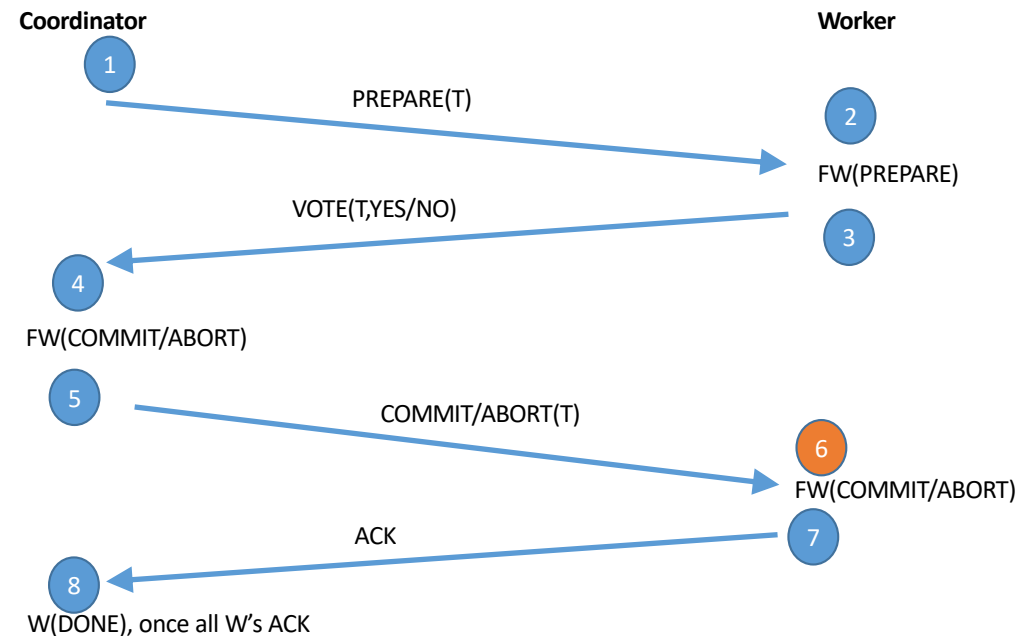 Coordinator
Worker
1
PREPARE(T)
2
FW(PREPARE)
VOTE(T,YES/NO)
3
4
FW(COMMIT/ABORT)
5
COMMIT/ABORT(T)
6
FW(COMMIT/ABORT)
7
ACK
8
W(DONE), once all W's ACK